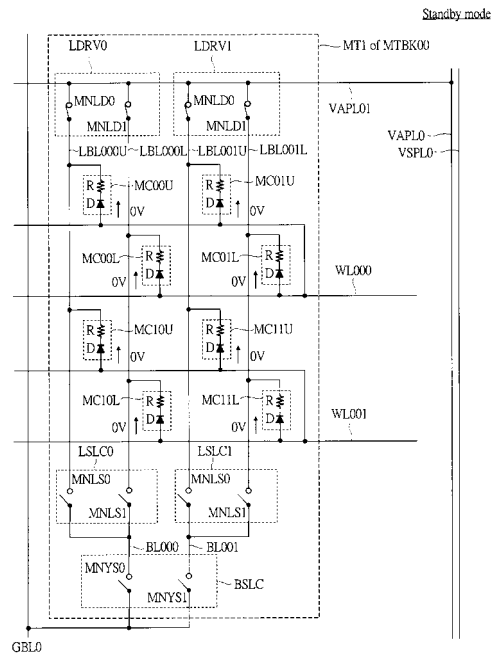 Standby mode
LDRV0
LDRV1
MT1 of MTBK00
MNLD0
MNLD0
VAPL01
MNLD1
MNLD1
VAPL0
VSPL0
LBL000U
LBL000L
LBL001U
LBL001L
R
D
MC00U
0V
R
D
MC01U
0V
MC00L
R
D
0V
MC01L
R
D
0V
WL000
R
D
MC10U
0V
R
D
MC11U
0V
MC10L
R
D
0V
MC11L
R
D
0V
WL001
LSLC0
LSLC1
MNLS0
MNLS0
MNLS1
MNLS1
BL000
BL001
MNYS0
BSLC
MNYS1
GBL0